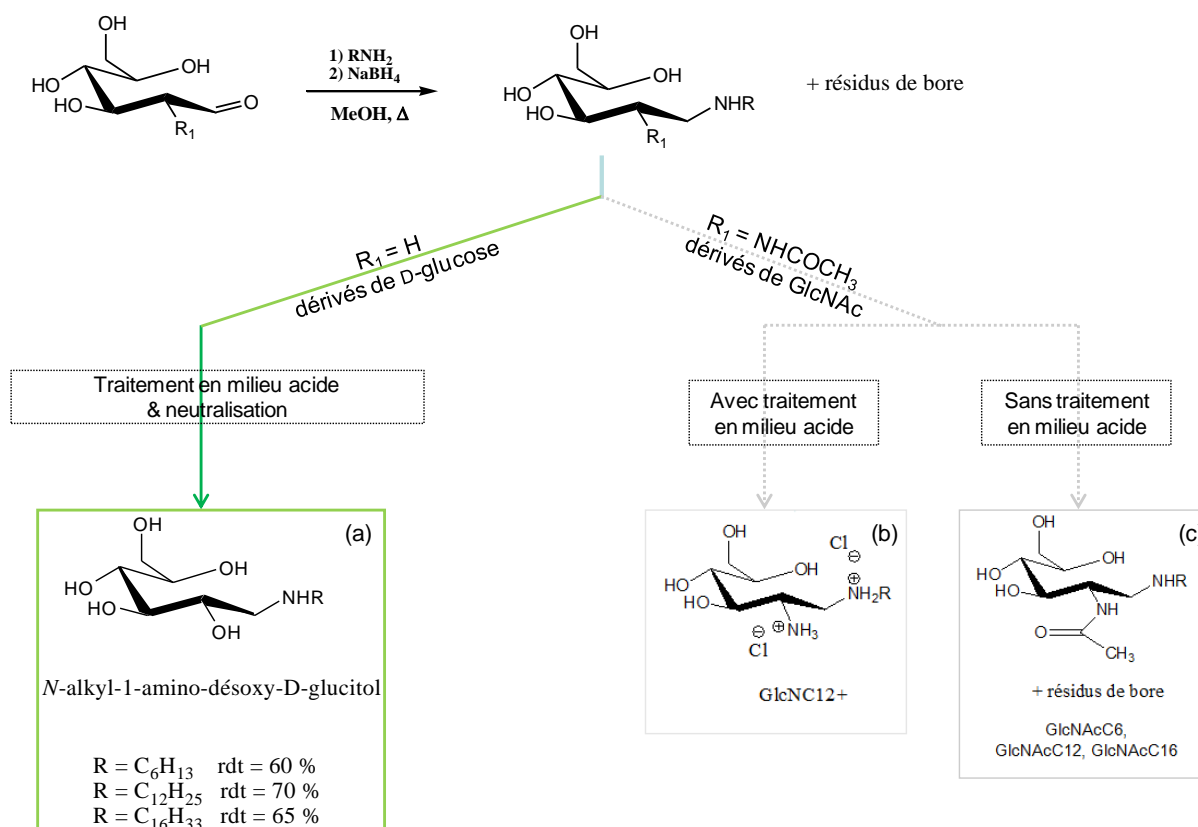 OH
HO
OH
HO
O
R1
1) RNH2
2) NaBH4
MeOH, Δ
OH
HO
OH
HO
NHR
R1
+ résidus de bore
R1 = H
dérivés de D-glucose
R1 = NHCOCH3
dérivés de GlcNAc
Traitement en milieu acide
& neutralisation
Avec traitement
en milieu acide
Sans traitement
en milieu acide
(a)
OH
HO
OH
HO
NHR
OH
N-alkyl-1-amino-désoxy-D-glucitol
R = C6H13 rdt = 60 %
R = C12H25 rdt = 70 %
R = C16H33 rdt = 65 %
(b)
OH
Cl ⊖
HO
OH
HO
⊕
NH2R
⊖ ⊕ NH3
Cl
GlcNC12+
(c
OH
HO
OH
HO
NHR
HN
O
CH3
+ résidus de bore
GlcNAcC6,
GlcNAcC12, GlcNAcC16